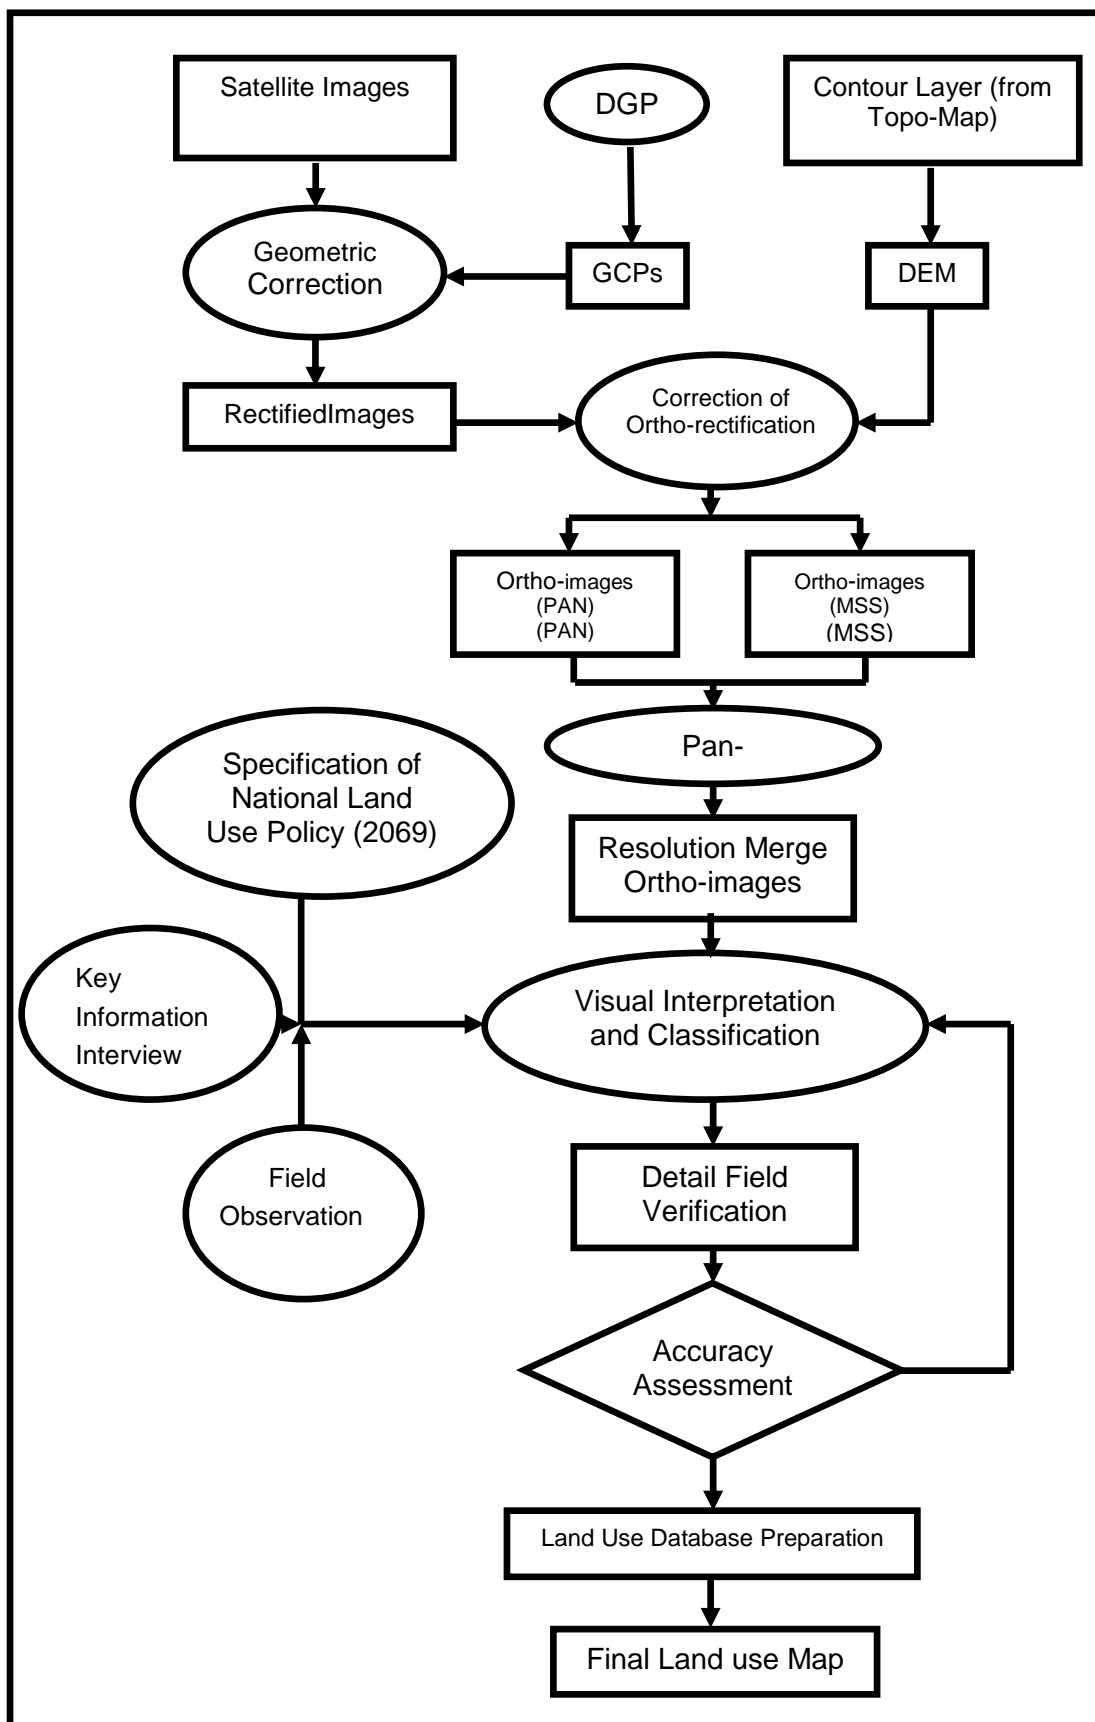 Satellite Images
DGP
Contour Layer (from
Topo-Map)
Geometric
Correction
GCPs
DEM
RectifiedImages
Correction of
Ortho-rectification
Ortho-images
(PAN)
(PAN)
Ortho-images
(MSS)
(MSS)
Pan-
Specification of
National Land
Use Policy (2069)
Resolution Merge
Ortho-images
Key
Information
Interview
Visual Interpretation
and Classification
Field
Observation
Detail Field
Verification
Accuracy
Assessment
Land Use Database Preparation
Final Land use Map